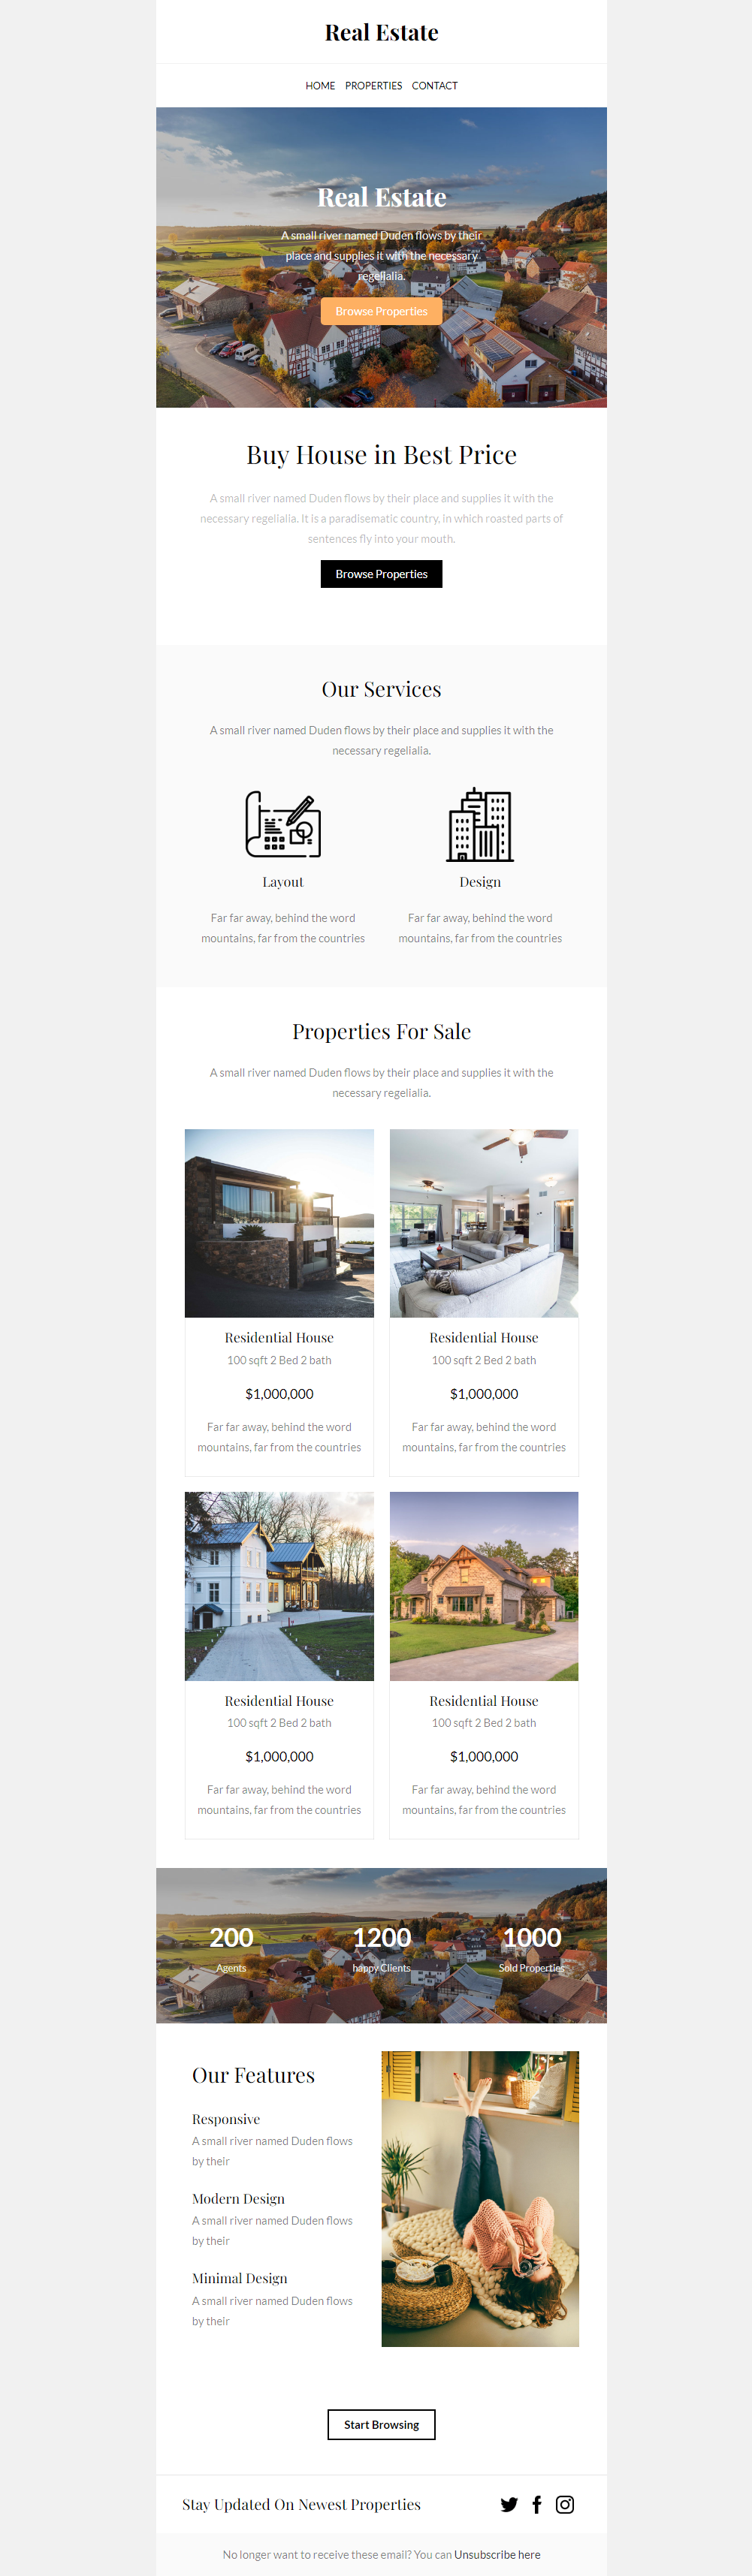 Real Estate
HOME PROPERTIES CONTACT
Real Estate
A small river named Duden flows by their
place and supplies it with the necessary
regelialia.
Browse Properties
Buy House in Best Price
A small river named Duden flows by their place and supplies it with the
necessary regelialia. It is a paradisematic country, in which roasted parts of
sentences fly into your mouth.
Browse Properties
Our Services
A small river named Duden flows by their place and supplies it with the
necessary regelialia.
Layout
Far far away, behind the word
mountains, far from the countries
Design
Far far away, behind the word
mountains, far from the countries
Properties For Sale
A small river named Duden flows by their place and supplies it with the
necessary regelialia.
Residential House
100 sqft 2 Bed 2 bath
$1,000,000
Far far away, behind the word
mountains, far from the countries
Residential House
100 sqft 2 Bed 2 bath
$1,000,000
Far far away, behind the word
mountains, far from the countries
Residential House
100 sqft 2 Bed 2 bath
$1,000,000
Far far away, behind the word
mountains, far from the countries
Residential House
100 sqft 2 Bed 2 bath
$1,000,000
Far far away, behind the word
mountains, far from the countries
200
Agents
1200
happy Clients
1000
Sold Properties
Our Features
Responsive
A small river named Duden flows
by their
Modern Design
A small river named Duden flows
by their
Minimal Design
A small river named Duden flows
by their
Start Browsing
Stay Updated On Newest Properties
No longer want to receive these email? You can Unsubscribe here